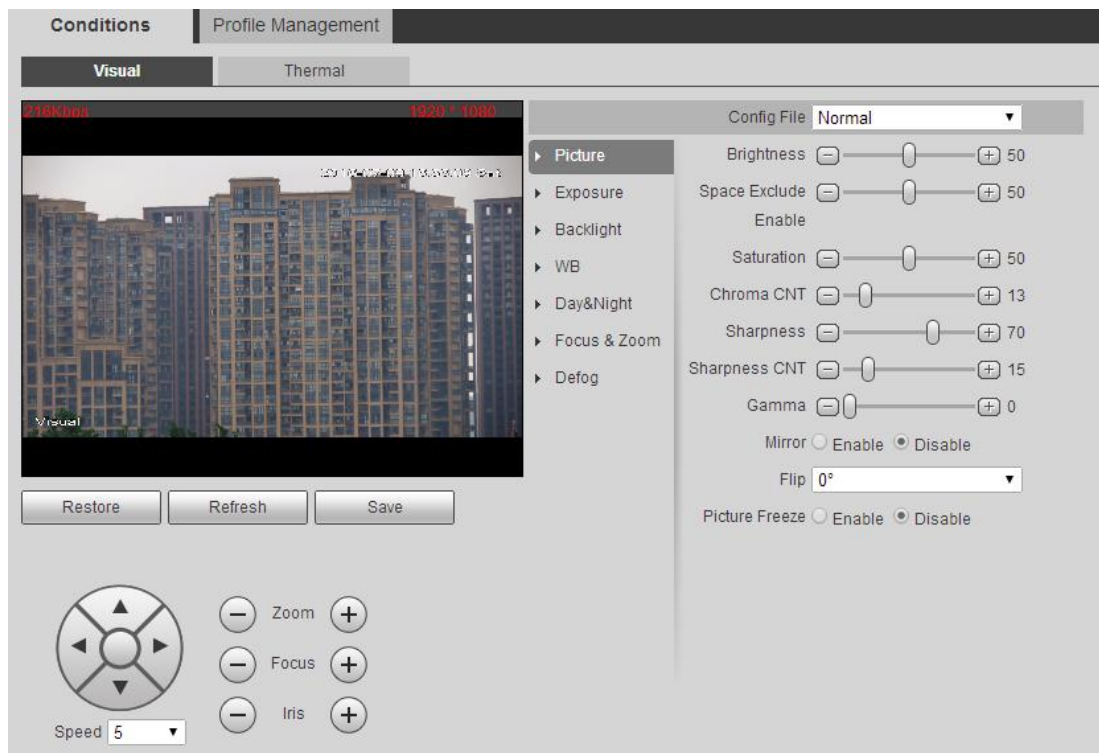 Conditions
Profile Management
Visual
Thermal
216Kbps
1920 * 1080
Visual
Restore
Refresh
Save
Zoom
Focus
Iris
Speed 5
Config File Normal
Picture
Exposure
Backlight
WB
Day&Night
Focus & Zoom
Defog
Brightness 50
Space Exclude 50
Enable
Saturation 50
Chroma CNT 13
Sharpness 70
Sharpness CNT 15
Gamma 0
Mirror Enable Disable
Flip 0°
Picture Freeze Enable Disable